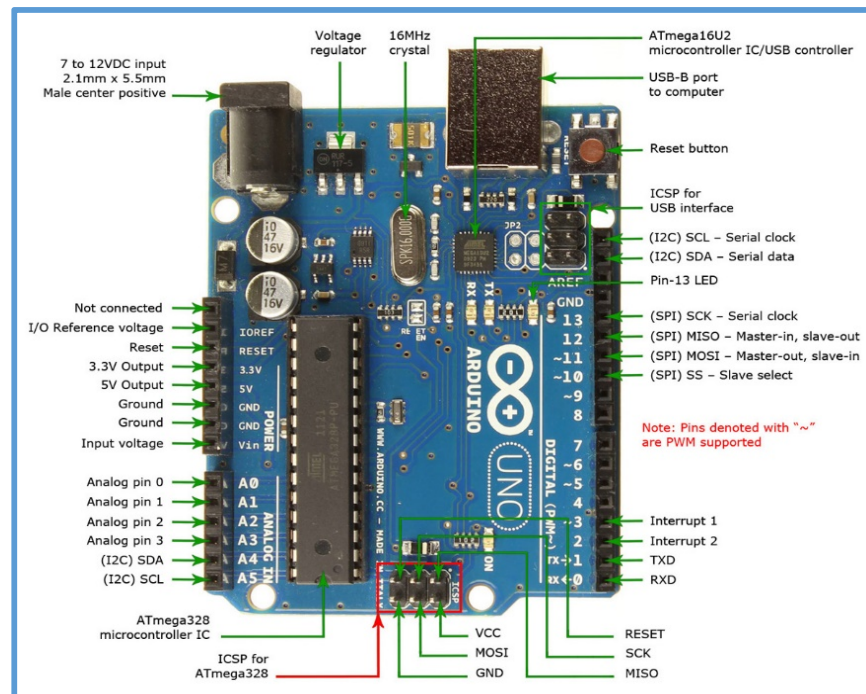 7 to 12VDC input
2.1mm x 5.5mm
Male center positive
Voltage
regulator
16MHz
crystal
ATmega16U2
microcontroller IC/USB controller
USB-B port
to computer
Reset button
RESET
ICSP for
USB interface
JP2
(I2C) SCL – Serial clock
(I2C) SDA – Serial data
Pin-13 LED
(SPI) SCK – Serial clock
(SPI) MISO – Master-in, slave-out
(SPI) MOSI – Master-out, slave-in
(SPI) SS – Slave select
Note: Pins denoted with “~”
are PWM supported
Interrupt 1
Interrupt 2
TXD
RXD
47
16V
47
16V
SPK16.000G
Not connected
I/O Reference voltage
Reset
3.3V Output
5V Output
Ground
Ground
Input voltage
IOREF
RESET
3.3V
5V
GND
GND
Vin
POWER
Analog pin 0
Analog pin 1
Analog pin 2
Analog pin 3
(I2C) SDA
(I2C) SCL
A0
A1
A2
A3
A4
A5
ANALOG IN
RX
TX
ARDUINO
UNO
AREF
GND
13
12
~11
~10
~9
8
7
~6
~5
4
~3
2
TX→1
RX←0
DIGITAL (PWM~)
ON
ICSP
ATmega328
microcontroller IC
ICSP for
ATmega328
VCC
MOSI
GND
RESET
SCK
MISO